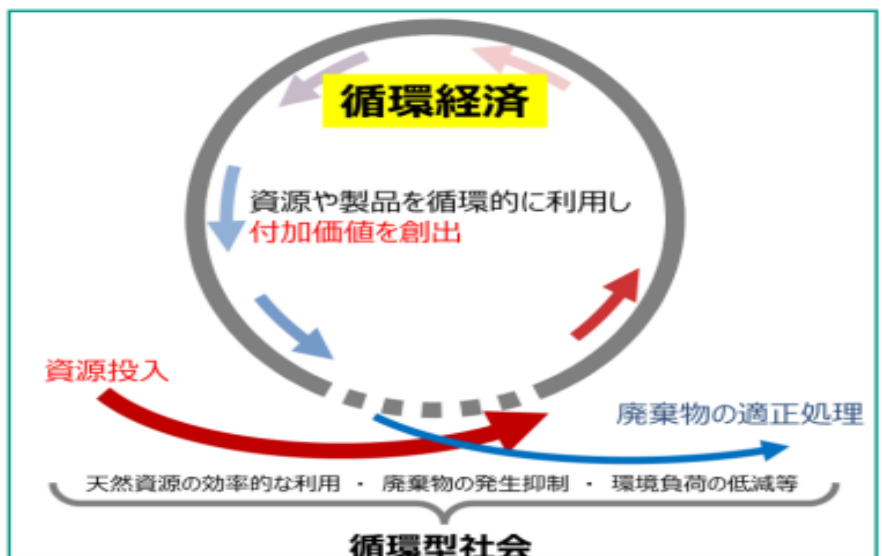 循環経済
資源や製品を循環的に利用し
付加価値を創出
資源投入
廃棄物の適正処理
天然資源の効率的な利用 ・ 廃棄物の発生抑制 ・ 環境負荷の低減等
循環型社会